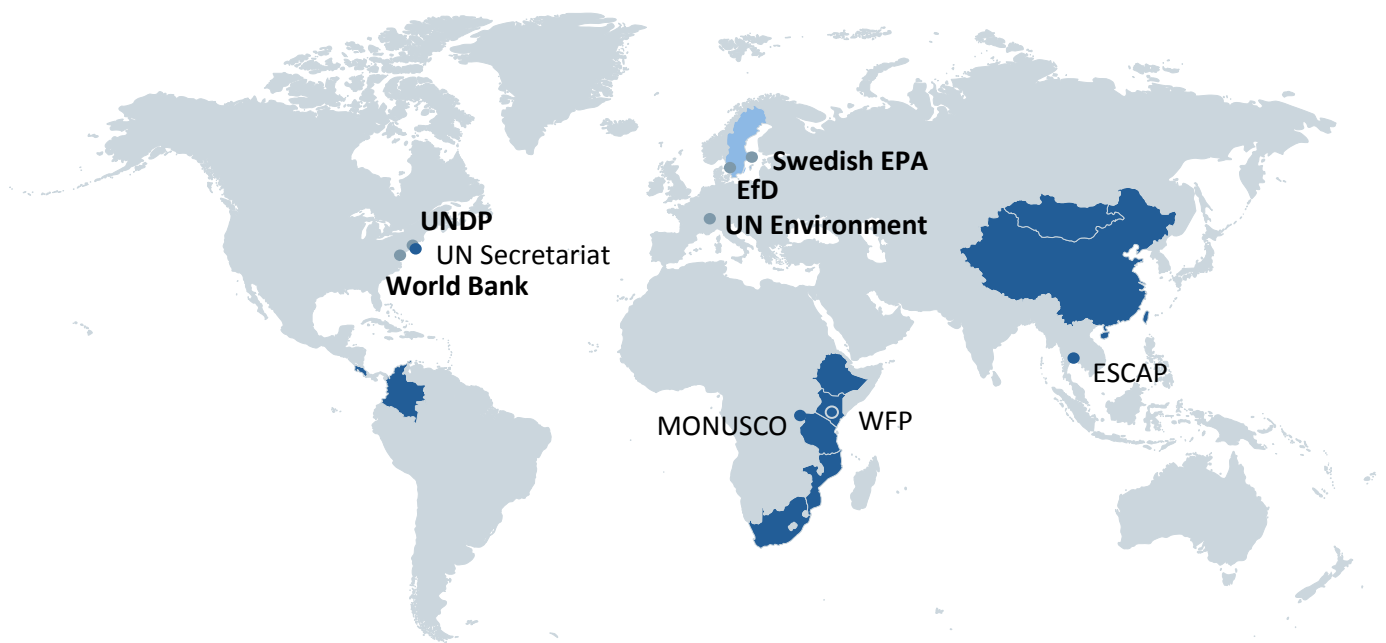 Swedish EPA
EfD
UNDP
UN Environment
UN Secretariat
World Bank
ESCAP
MONUSCO
WFP